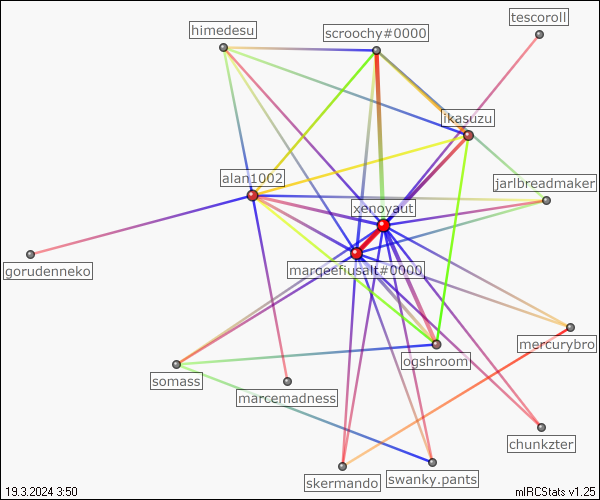 tescoroll
himedesu
scroochy#0000
ikasuzu
alan1002
jarlbreadmaker
xenoyaut
gorudenneko
marqeefiusalt#0000
mercurybro
ogshroom
somass
marcemadness
chunkzter
skermando
swanky.pants
19.3.2024 3:50
mIRCStats v1.25